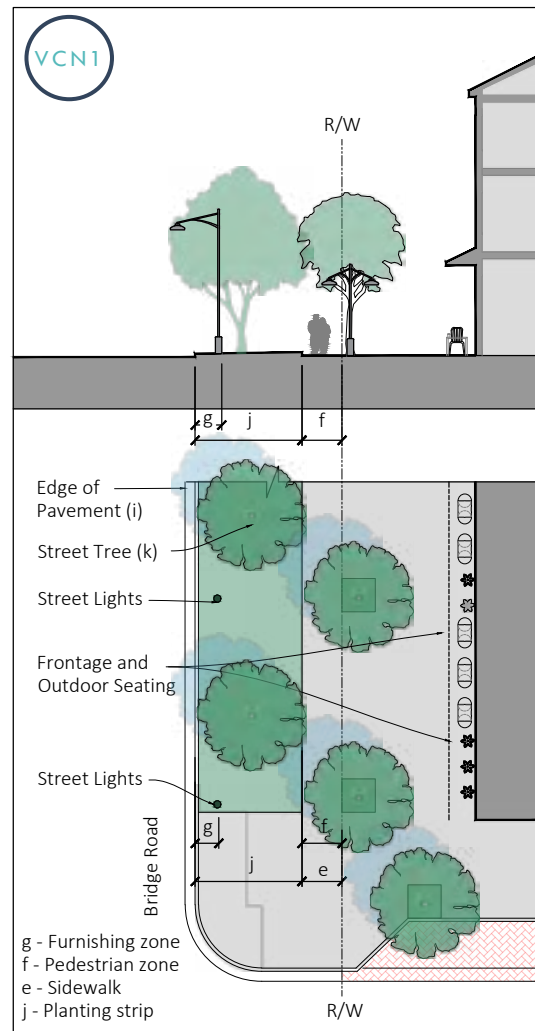 VCN1
R/W
g
j
f
Edge of
Pavement (i)
Street Tree (k)
Street Lights
Frontage and
Outdoor Seating
Street Lights
g
f
j
e
Bridge Road
g - Furnishing zone
f - Pedestrian zone
e - Sidewalk
j - Planting strip
R/W